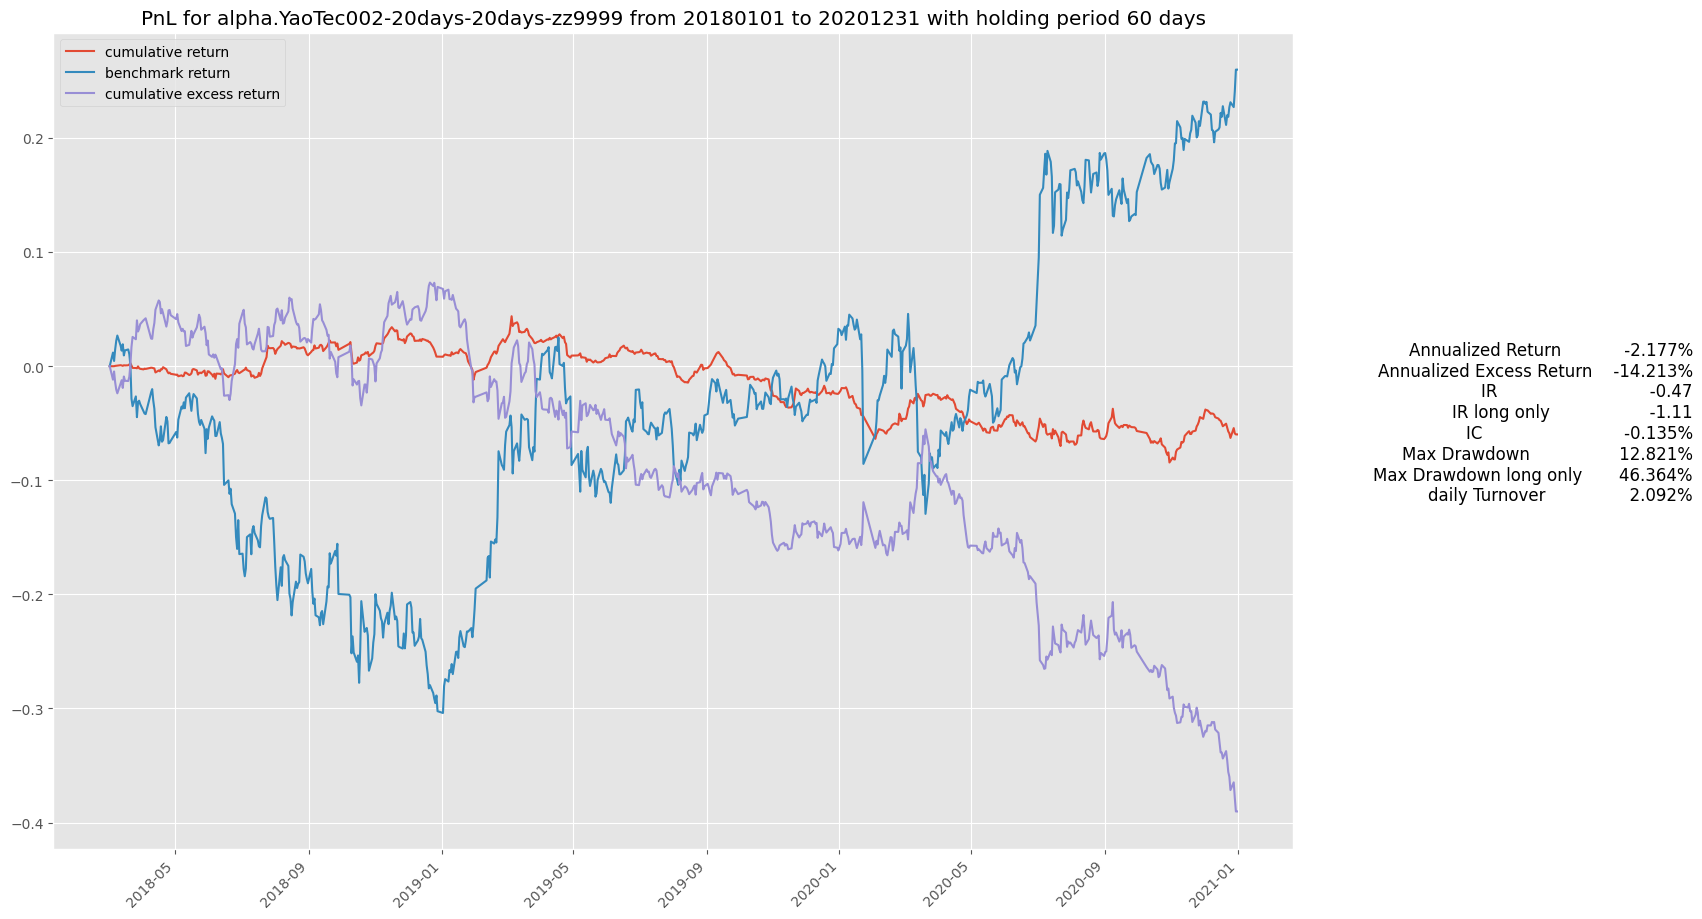 PnL for alpha.YaoTec002-20days-20days-zz9999 from 20180101 to 20201231 with holding period 60 days
cumulative return
benchmark return
cumulative excess return
0.2
0.1
0.0
−0.1
−0.2
−0.3
−0.4
2018-05
2018-09
2019-01
2019-05
2019-09
2020-01
2020-05
2020-09
2021-01
Annualized Return -2.177%
Annualized Excess Return -14.213%
IR -0.47
IR long only -1.11
IC -0.135%
Max Drawdown 12.821%
Max Drawdown long only 46.364%
daily Turnover 2.092%